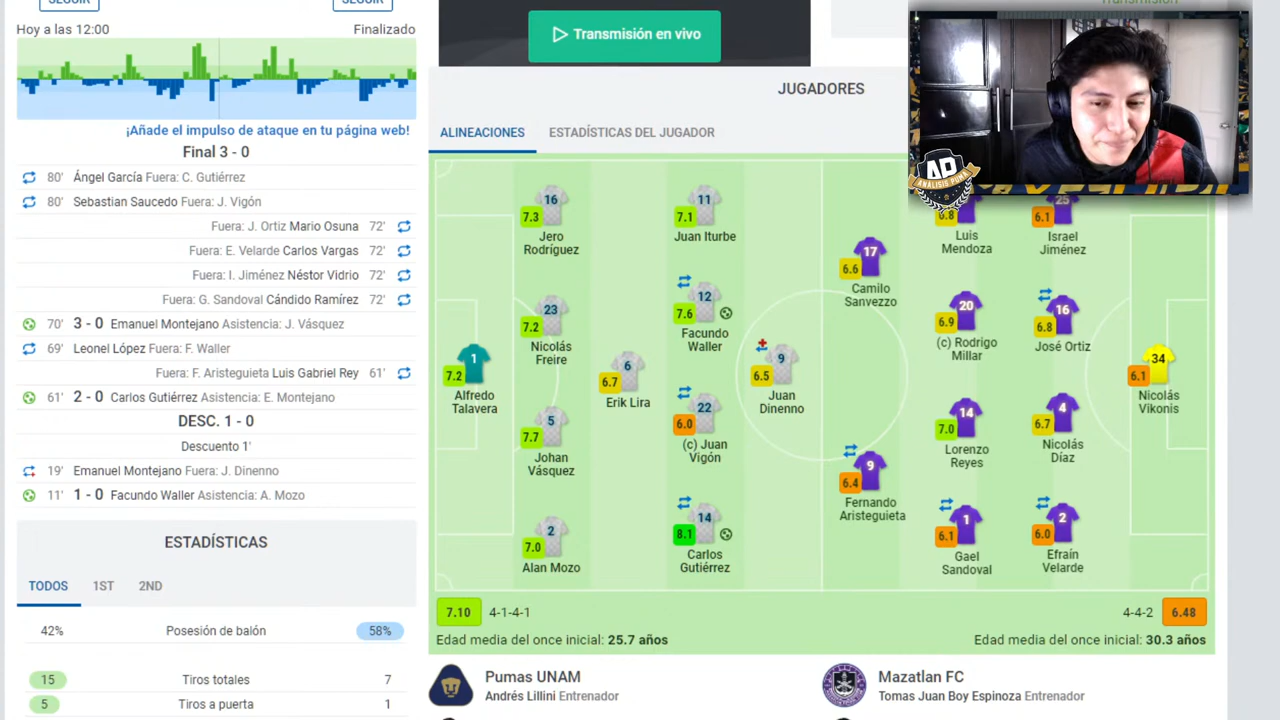 SEGUIR
SEGUIR
Hoy a las 12:00
Finalizado
¡Añade el impulso de ataque en tu página web!
Final 3 - 0
80' Ángel García Fuera: C. Gutiérrez
80' Sebastian Saucedo Fuera: J. Vigón
Fuera: J. Ortiz Mario Osuna 72'
Fuera: E. Velarde Carlos Vargas 72'
Fuera: I. Jiménez Néstor Vidrio 72'
Fuera: G. Sandoval Cándido Ramírez 72'
70' 3 - 0 Emanuel Montejano Asistencia: J. Vásquez
69' Leonel López Fuera: F. Waller
Fuera: F. Aristeguieta Luis Gabriel Rey 61'
61' 2 - 0 Carlos Gutiérrez Asistencia: E. Montejano
DESC. 1 - 0
Descuento 1'
19' Emanuel Montejano Fuera: J. Dinenno
11' 1 - 0 Facundo Waller Asistencia: A. Mozo
ESTADÍSTICAS
TODOS 1ST 2ND
42% Posesión de balón 58%
15 Tiros totales 7
5 Tiros a puerta 1
Transmisión en vivo
Transmisión
JUGADORES
ALINEACIONES ESTADÍSTICAS DEL JUGADOR
AD
ANÁLISIS PUMA
1
7.2
Alfredo
Talavera
16
7.3
Jero
Rodríguez
23
7.2
Nicolás
Freire
5
7.7
Johan
Vásquez
2
7.0
Alan Mozo
6
6.7
Erik Lira
11
7.1
Juan Iturbe
12
7.6
Facundo
Waller
22
6.0
(c) Juan
Vigón
14
8.1
Carlos
Gutiérrez
9
6.5
Juan
Dinenno
17
6.6
Camilo
Sanvezzo
9
6.4
Fernando
Aristeguieta
6.8
Luis
Mendoza
20
6.9
(c) Rodrigo
Millar
14
7.0
Lorenzo
Reyes
1
6.1
Gael
Sandoval
25
6.1
Israel
Jiménez
16
6.8
José Ortiz
4
6.7
Nicolás
Díaz
2
6.0
Efraín
Velarde
34
6.1
Nicolás
Vikonis
7.10 4-1-4-1
4-4-2 6.48
Edad media del once inicial: 25.7 años
Edad media del once inicial: 30.3 años
Pumas UNAM
Andrés Lillini Entrenador
Mazatlan FC
Tomas Juan Boy Espinoza Entrenador